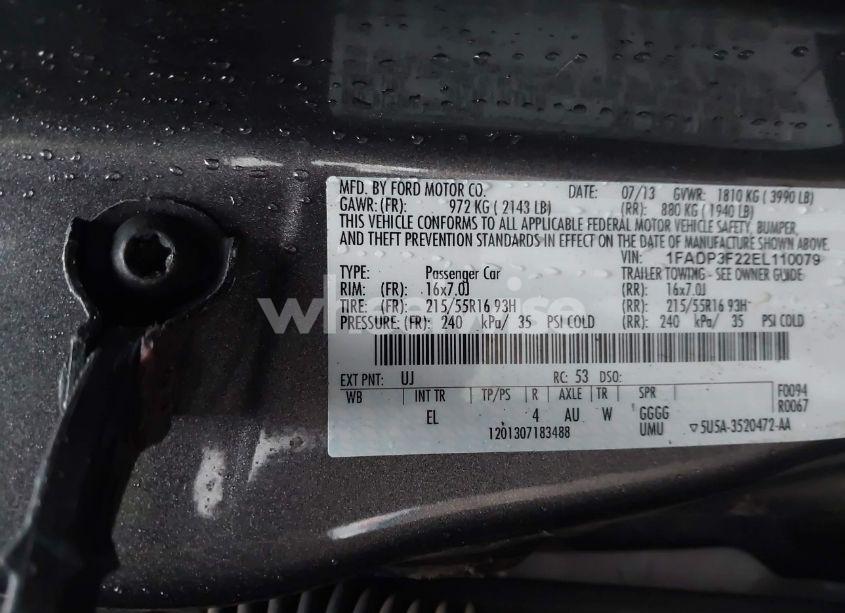 MFD. BY FORD MOTOR CO. DATE: 07/13 GVWR: 1810 KG ( 3990 LB)
GAWR: (FR): 972 KG ( 2143 LB) (RR): 880 KG ( 1940 LB)
THIS VEHICLE CONFORMS TO ALL APPLICABLE FEDERAL MOTOR VEHICLE SAFETY, BUMPER,
AND THEFT PREVENTION STANDARDS IN EFFECT ON THE DATE OF MANUFACTURE SHOWN ABOVE.
VIN: 1FADP3F22EL110079
TYPE: Passenger Car TRAILER TOWING - SEE OWNER GUIDE
RIM: (FR): 16x7.0J (RR): 16x7.0J
TIRE: (FR): 215/55R16 93H (RR): 215/55R16 93H
PRESSURE: (FR): 240 kPa/ 35 PSI COLD (RR): 240 kPa/ 35 PSI COLD
EXT PNT: UJ RC: 53 DSO:
WB INT TR TP/PS R AXLE TR SPR F0094
EL 4 AU W GGGG R0067
1201307183488 UMU 5U5A-3520472-AA